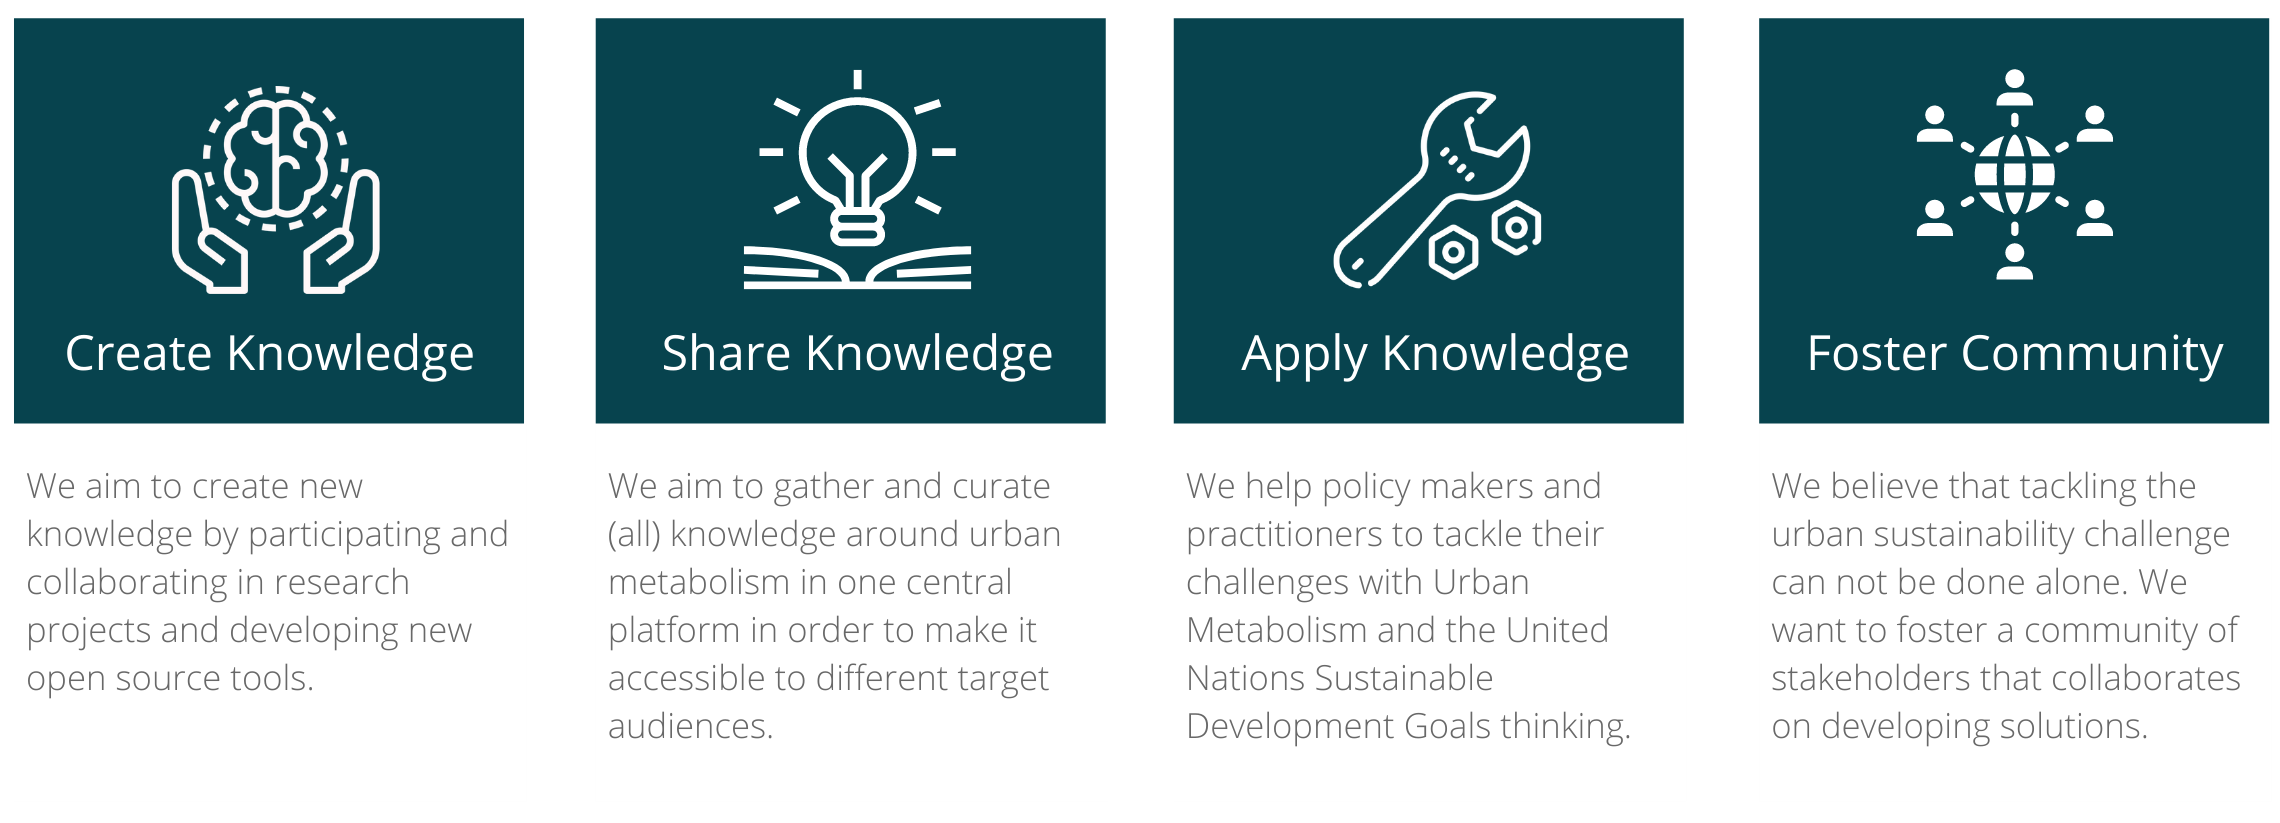 Create Knowledge
We aim to create new
knowledge by participating and
collaborating in research
projects and developing new
open source tools.
Share Knowledge
We aim to gather and curate
(all) knowledge around urban
metabolism in one central
platform in order to make it
accessible to different target
audiences.
Apply Knowledge
We help policy makers and
practitioners to tackle their
challenges with Urban
Metabolism and the United
Nations Sustainable
Development Goals thinking.
Foster Community
We believe that tackling the
urban sustainability challenge
can not be done alone. We
want to foster a community of
stakeholders that collaborates
on developing solutions.